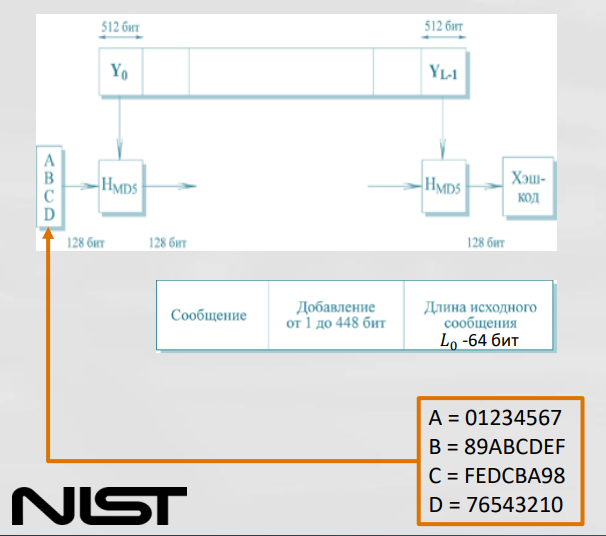 512 бит
512 бит
Y0
YL-1
A
B
C
D
HMD5
HMD5
Хэш-
код
128 бит
128 бит
128 бит
Сообщение
Добавление
от 1 до 448 бит
Длина исходного
сообщения
L0 -64 бит
A = 01234567
B = 89ABCDEF
C = FEDCBA98
D = 76543210
NIST